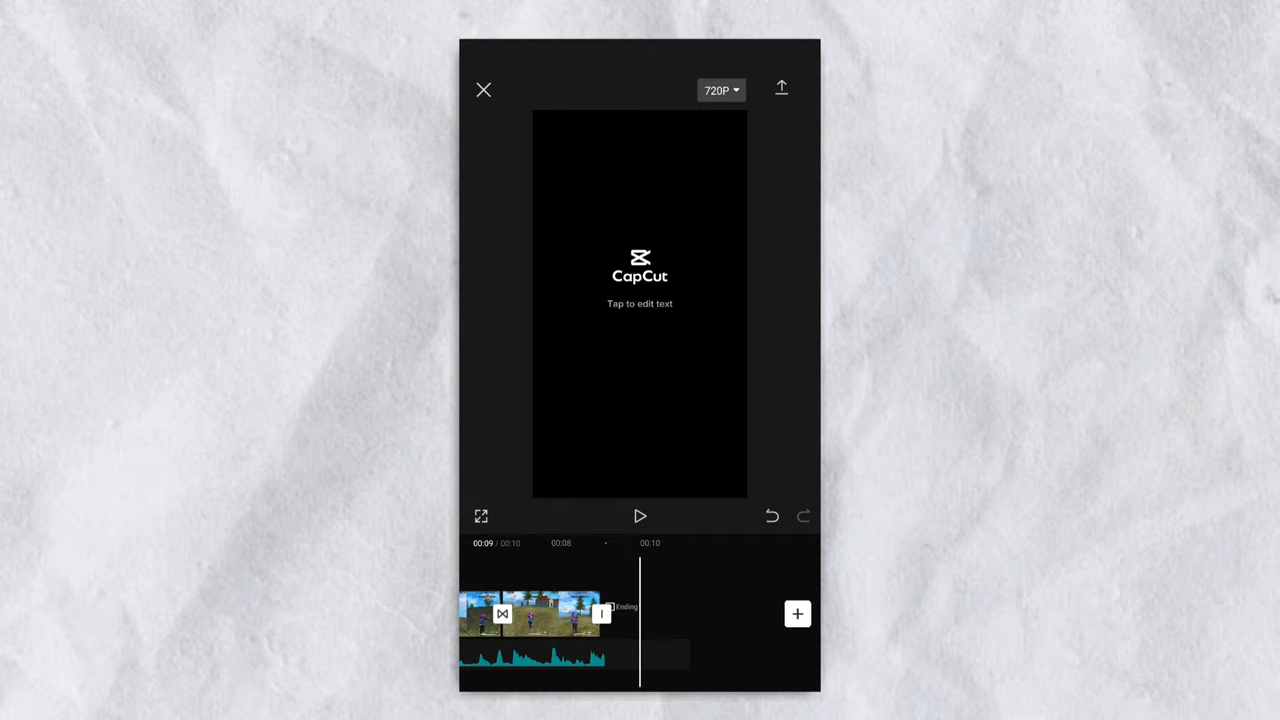 720P
CapCut
Tap to edit text
00:09 / 00:10
00:08
00:10
Ending